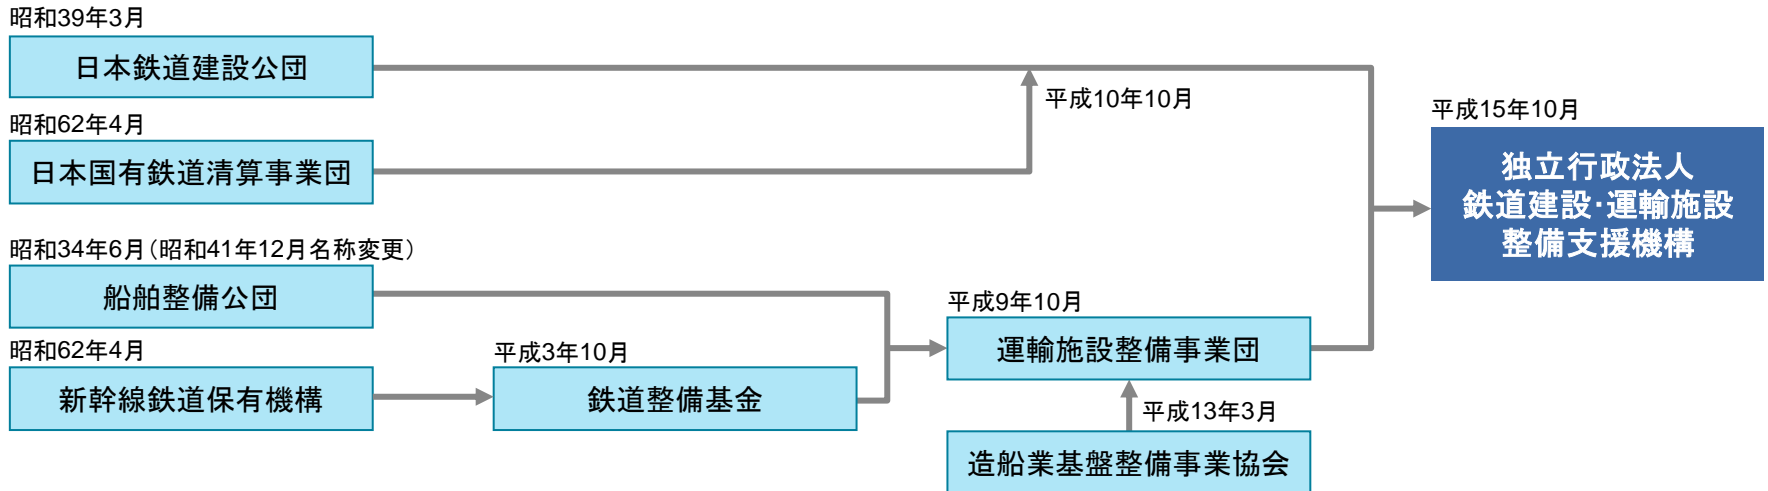 昭和39年3月
日本鉄道建設公団
平成10年10月
昭和62年4月
日本国有鉄道清算事業団
平成15年10月
独立行政法人
鉄道建設・運輸施設
整備支援機構
昭和34年6月（昭和41年12月名称変更）
船舶整備公団
平成9年10月
運輸施設整備事業団
昭和62年4月
新幹線鉄道保有機構
平成3年10月
鉄道整備基金
平成13年3月
造船業基盤整備事業協会